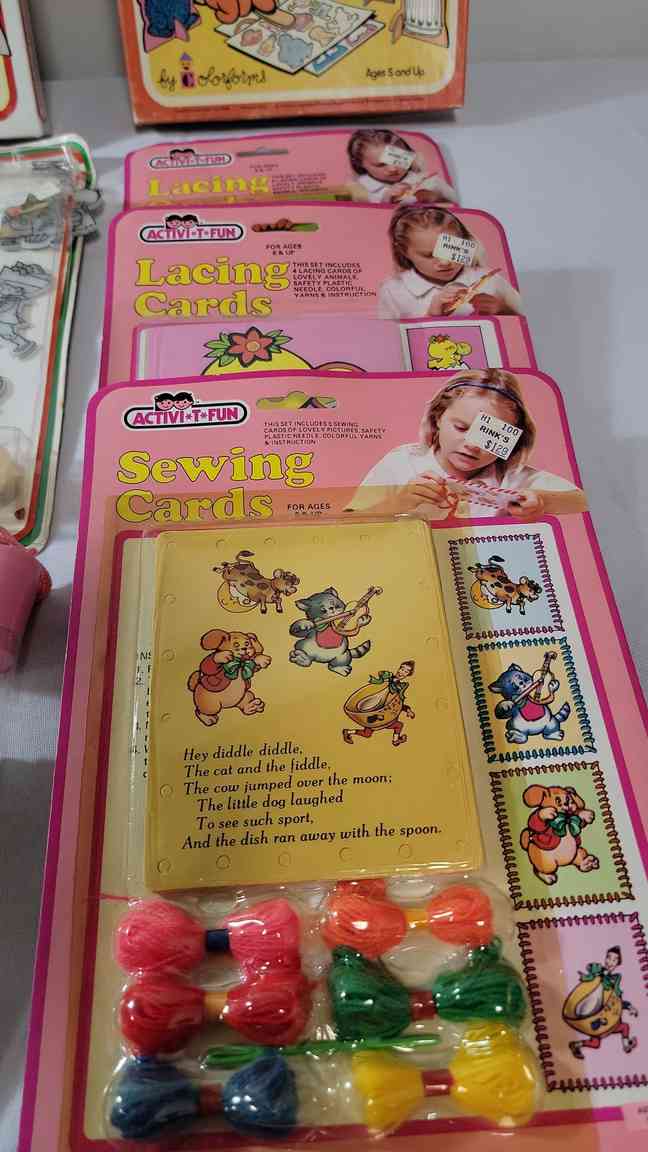 by Colorforms
Ages 5 and Up
ACTIVI•T•FUN
Lacing
ACTIVI•T•FUN
FOR AGES
Lacing
Cards
THIS SET INCLUDES
4 LACING CARDS OF
LOVELY ANIMALS,
SAFETY PLASTIC
NEEDLE, COLORFUL,
YARNS & INSTRUCTION
H1 100
RINK'S
$129
ACTIVI•T•FUN
THIS SET INCLUDES 5 SEWING
CARDS OF LOVELY PICTURES, SAFETY
PLASTIC NEEDLE, COLORFUL YARNS
& INSTRUCTION
Sewing
Cards
FOR AGES
H1 100
RINK'S
$129
Hey diddle diddle,
The cat and the fiddle,
The cow jumped over the moon;
The little dog laughed
To see such sport,
And the dish ran away with the spoon.